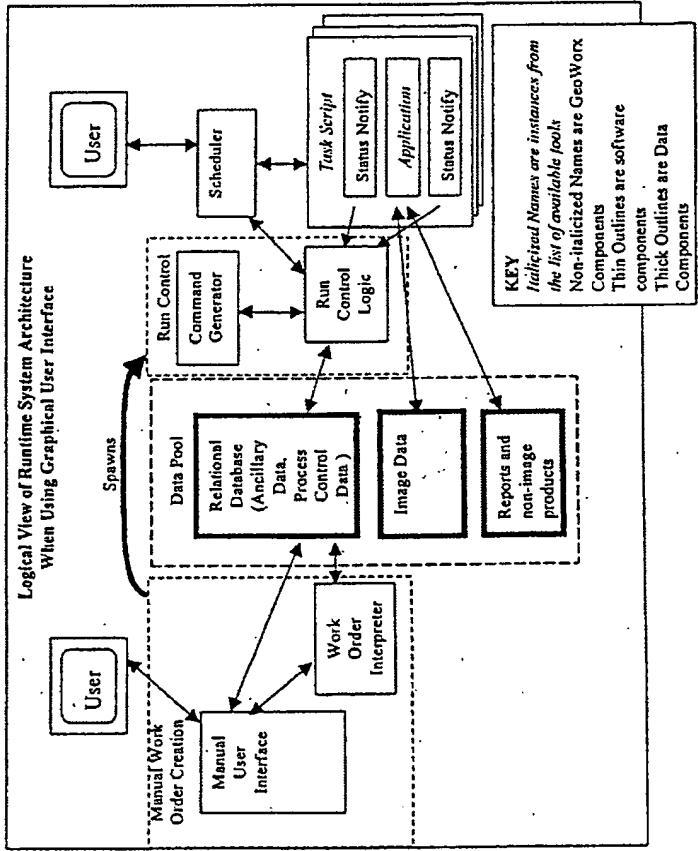 Logical View of Runtime System Architecture
When Using Graphical User Interface
Spawns
User
Manual Work
Order Creation
Manual
User
Interface
Work
Order
Interpreter
Data Pool
Relational
Database
(Ancillary
Data,
Process
Control
Data )
Image Data
Reports and
non-image
products
Run Control
Command
Generator
Run
Control
Logic
User
Scheduler
Task Script
Status Notify
Application
Status Notify
KEY
Italicized Names are instances from
the list of available tools
Non-italicized Names are GeoWorx
Components
Thin Outlines are software
components
Thick Outlines are Data
Components